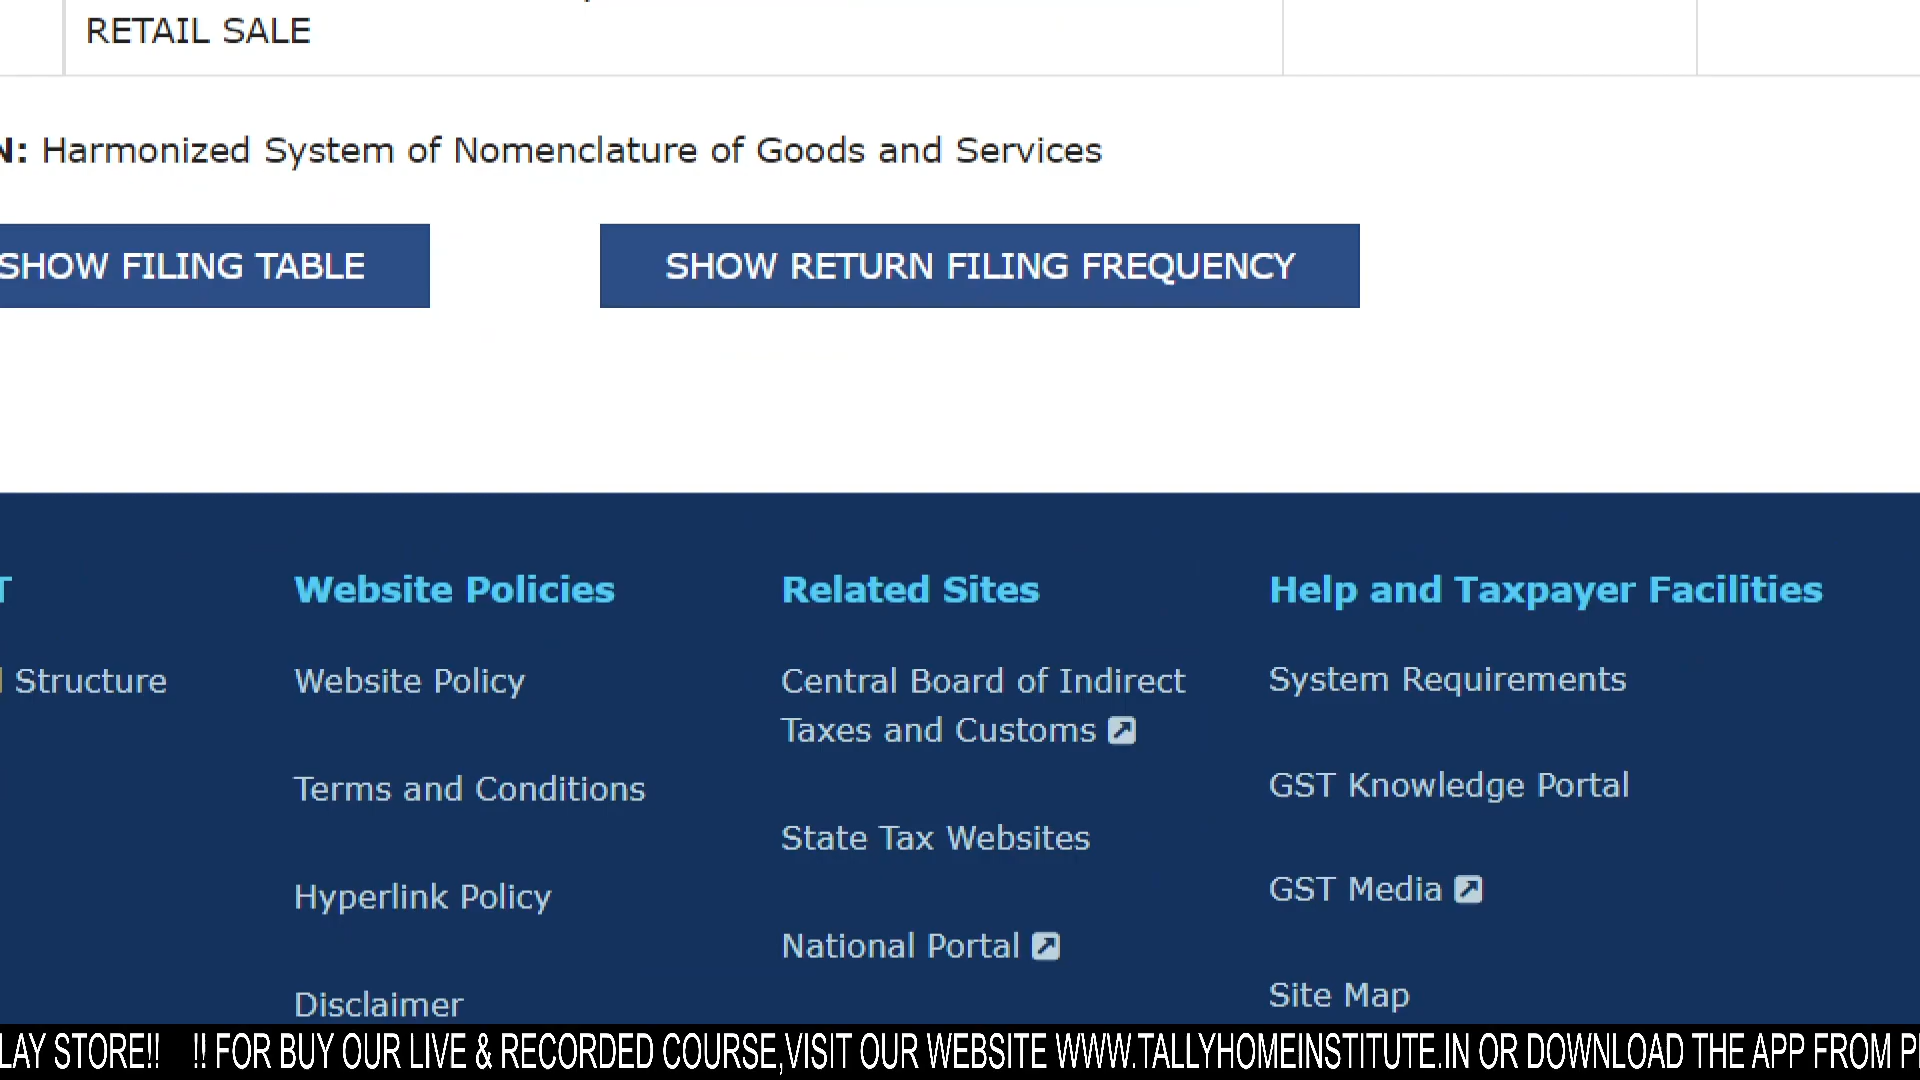 RETAIL SALE
N: Harmonized System of Nomenclature of Goods and Services
SHOW FILING TABLE
SHOW RETURN FILING FREQUENCY
T
Structure
Website Policies
Website Policy
Terms and Conditions
Hyperlink Policy
Disclaimer
Related Sites
Central Board of Indirect
Taxes and Customs
State Tax Websites
National Portal
Help and Taxpayer Facilities
System Requirements
GST Knowledge Portal
GST Media
Site Map
LAY STORE!! !! FOR BUY OUR LIVE & RECORDED COURSE,VISIT OUR WEBSITE WWW.TALLYHOMEINSTITUTE.IN OR DOWNLOAD THE APP FROM